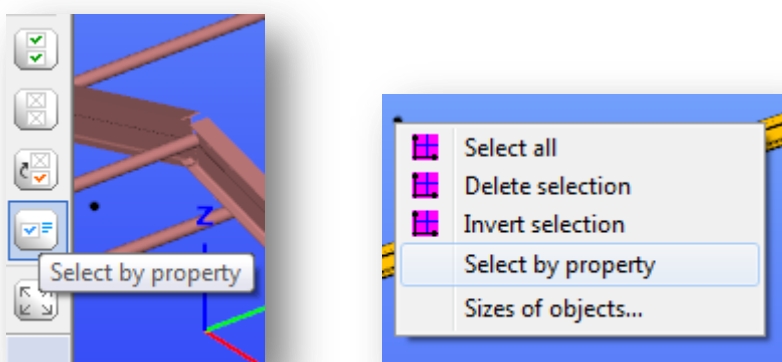 Z
Select by property
Select all
Delete selection
Invert selection
Select by property
Sizes of objects...